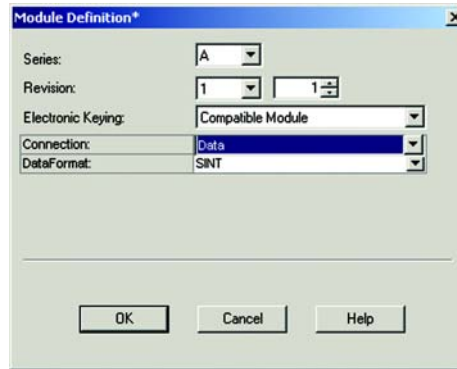 Module Definition*
Series: A
Revision: 1 1
Electronic Keying: Compatible Module
Connection: Data
DataFormat: SINT
OK Cancel Help